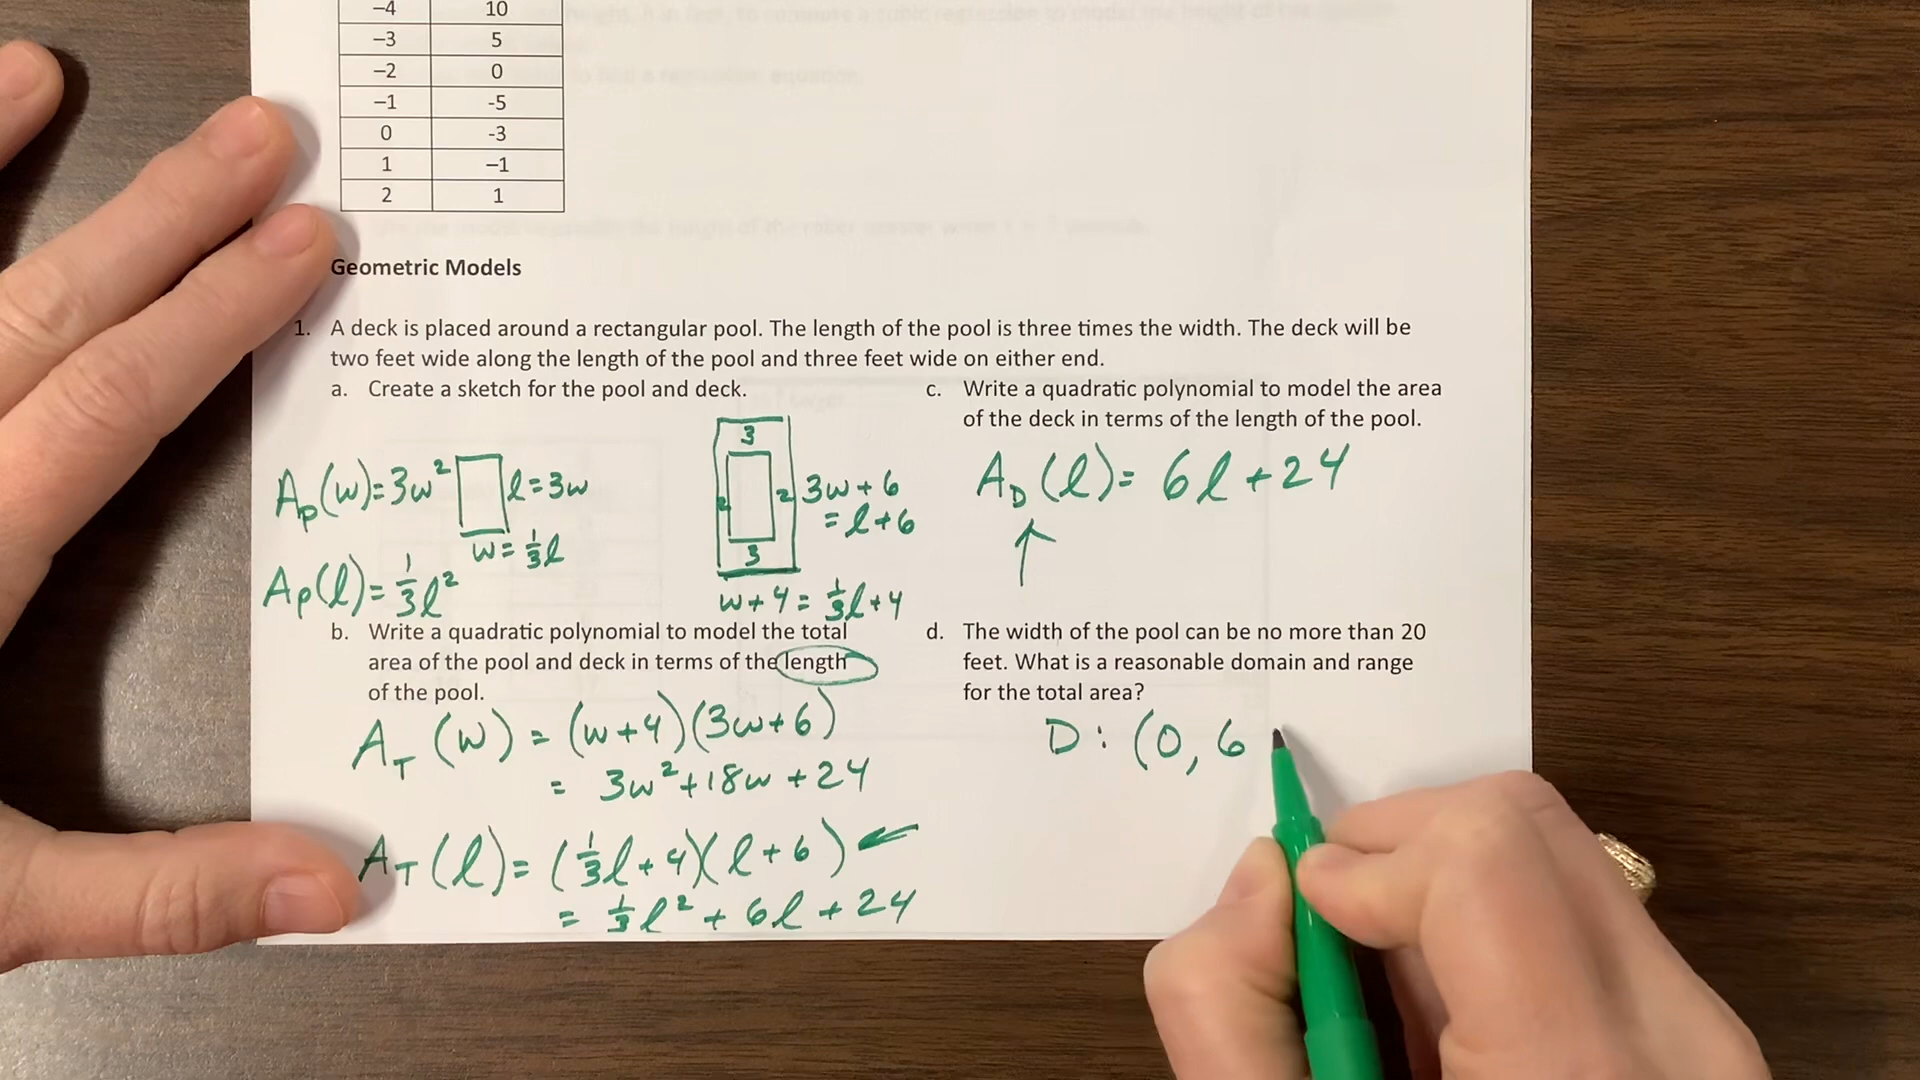 −4 10
−3 5
−2 0
−1 -5
0 -3
1 −1
2 1
Geometric Models
1. A deck is placed around a rectangular pool. The length of the pool is three times the width. The deck will be
two feet wide along the length of the pool and three feet wide on either end.
a. Create a sketch for the pool and deck.
A_P(w)=3w² l=3w
w=⅓l
A_P(l)=⅓l²
3
2 2 3w+6
=l+6
3
w+4=⅓l+4
b. Write a quadratic polynomial to model the total
area of the pool and deck in terms of the length
of the pool.
A_T(w)=(w+4)(3w+6)
=3w²+18w+24
A_T(l)=(⅓l+4)(l+6)
=⅓l²+6l+24
c. Write a quadratic polynomial to model the area
of the deck in terms of the length of the pool.
A_D(l)=6l+24
d. The width of the pool can be no more than 20
feet. What is a reasonable domain and range
for the total area?
D: (0, 6